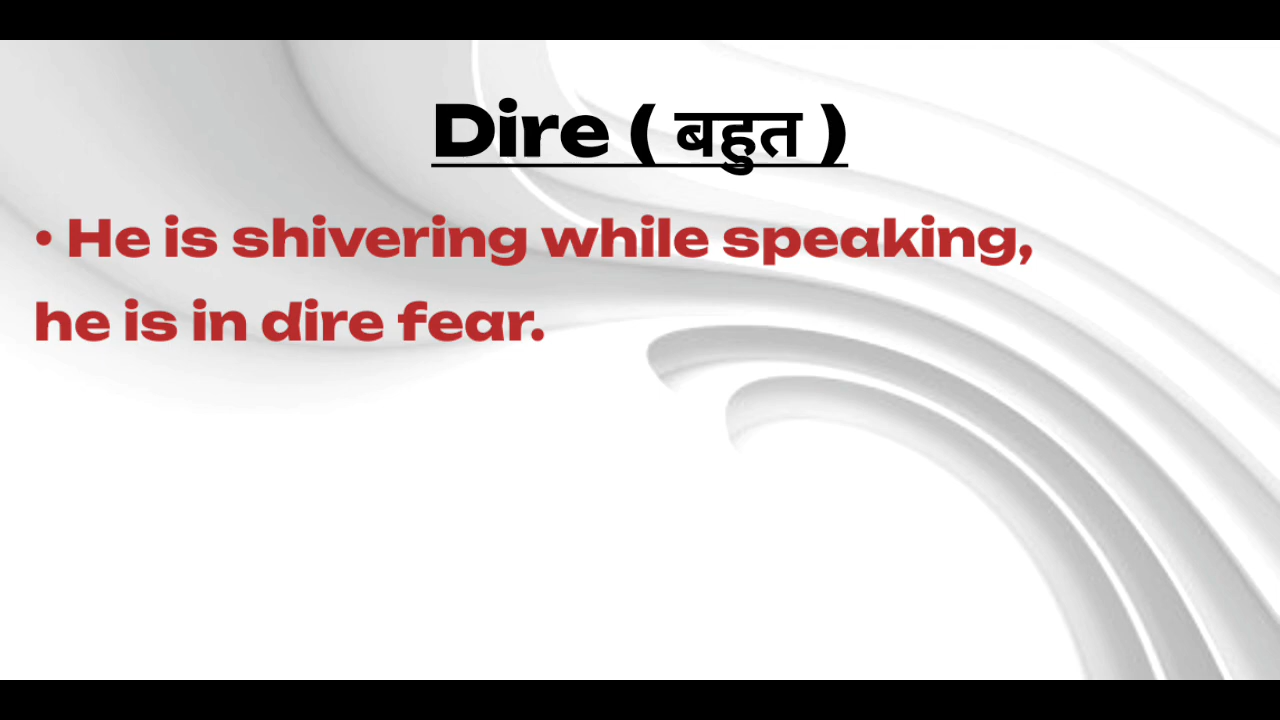 Dire ( बहुत )
• He is shivering while speaking,
he is in dire fear.